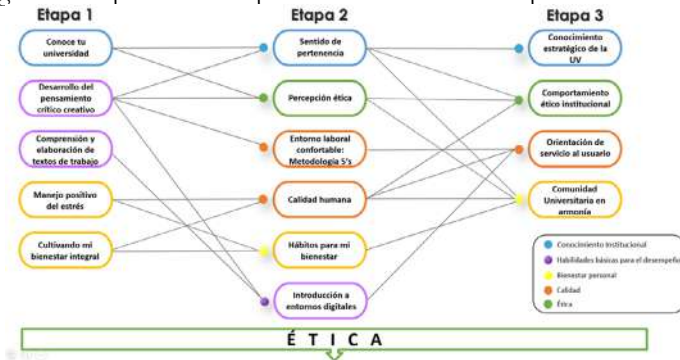 Etapa 1
Etapa 2
Etapa 3
Conoce tu
universidad
Sentido de
pertenencia
Conocimiento
estratégico de la
UV
Desarrollo del
pensamiento
crítico creativo
Percepción ética
Comportamiento
ético institucional
Comprensión y
elaboración de
textos de trabajo
Entorno laboral
confortable:
Metodología 5's
Orientación de
servicio al usuario
Manejo positivo
del estrés
Calidad humana
Comunidad
Universitaria en
armonía
Cultivando mi
bienestar integral
Hábitos para mi
bienestar
Introducción a
entornos digitales
Conocimiento Institucional
Habilidades básicas para el desempeño
Bienestar personal
Calidad
Ética
ÉTICA